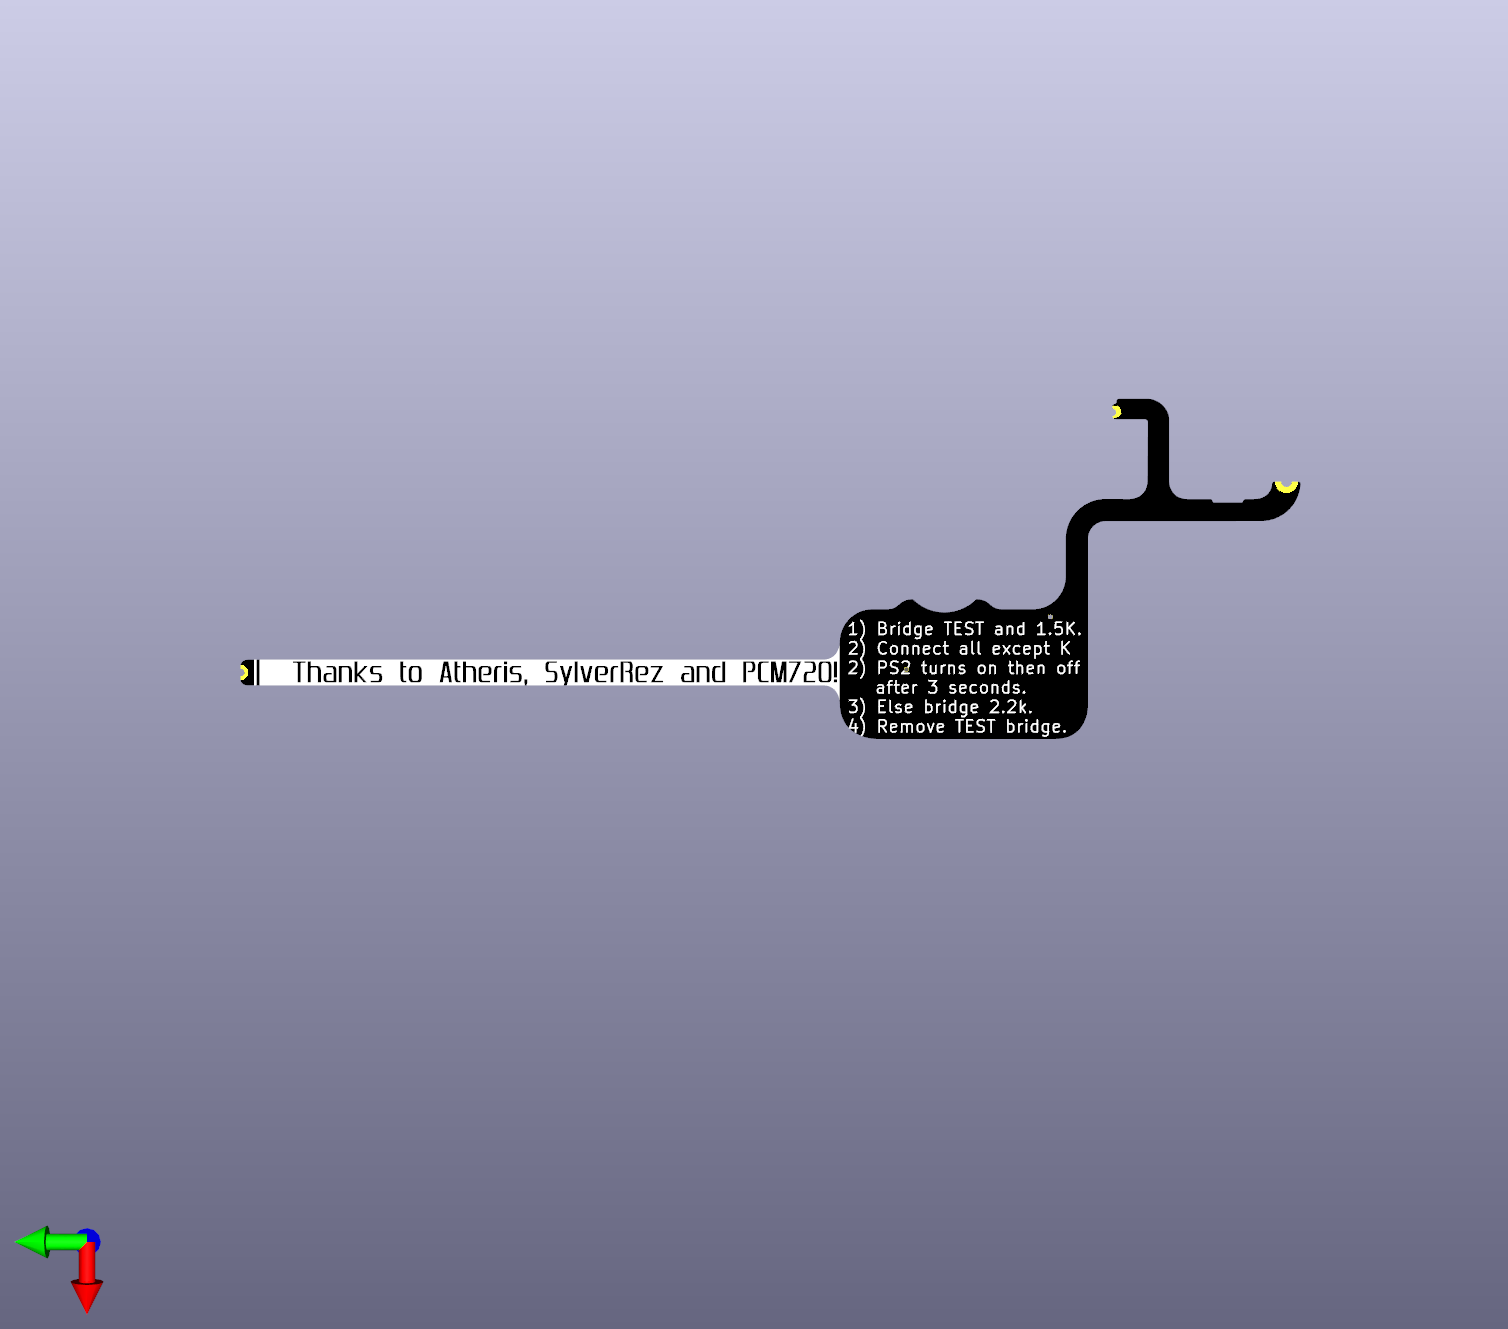 1) Bridge TEST and 1.5K.
2) Connect all except K
2) PS2 turns on then off
after 3 seconds.
3) Else bridge 2.2k.
4) Remove TEST bridge.
Thanks to Atheris, SylverRez and PCM720!